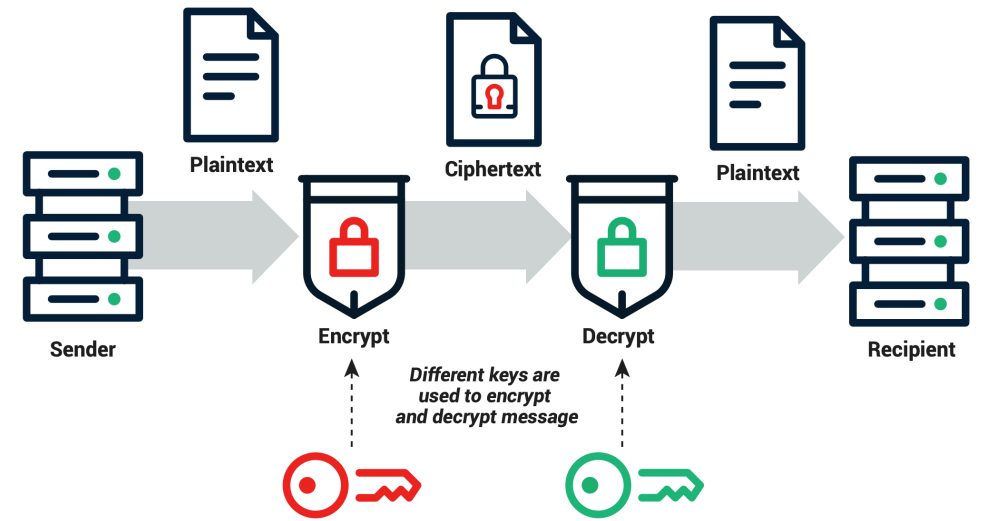 Plaintext
Ciphertext
Plaintext
Encrypt
Decrypt
Sender
Recipient
Different keys are
used to encrypt
and decrypt message